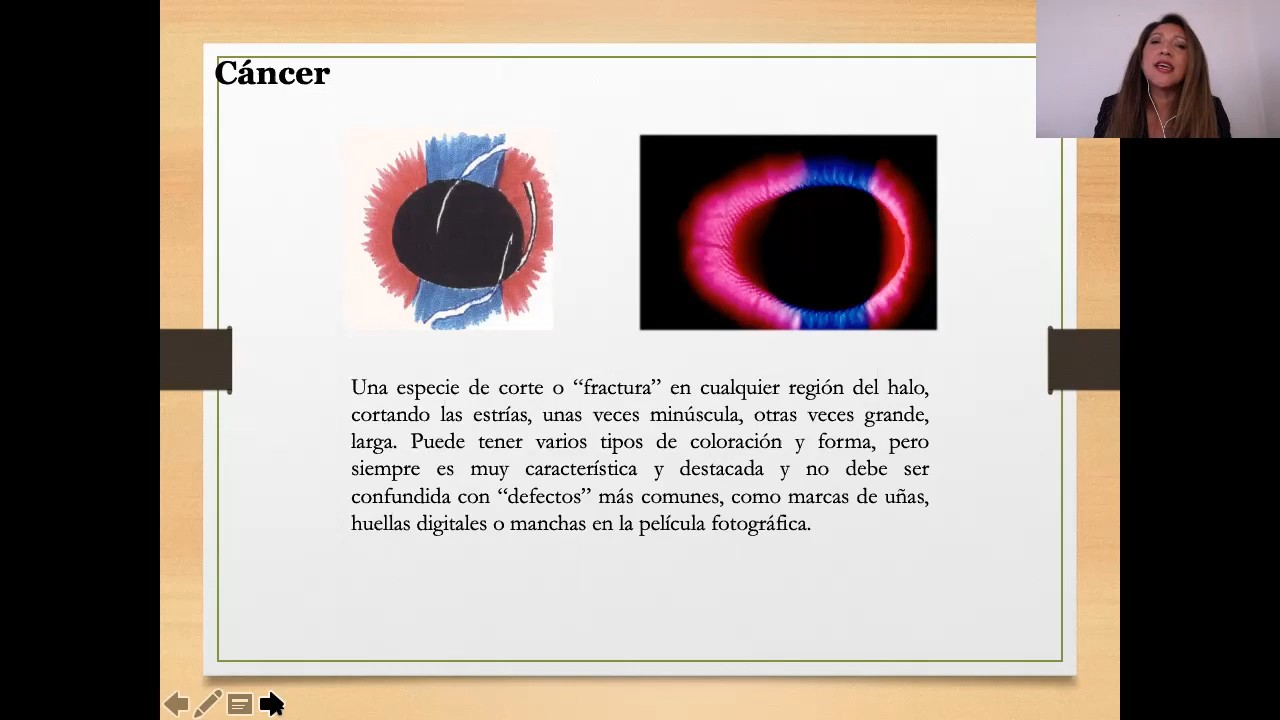 Cáncer
Una especie de corte o “fractura” en cualquier región del halo,
cortando las estrías, unas veces minúscula, otras veces grande,
larga. Puede tener varios tipos de coloración y forma, pero
siempre es muy característica y destacada y no debe ser
confundida con “defectos” más comunes, como marcas de uñas,
huellas digitales o manchas en la película fotográfica.